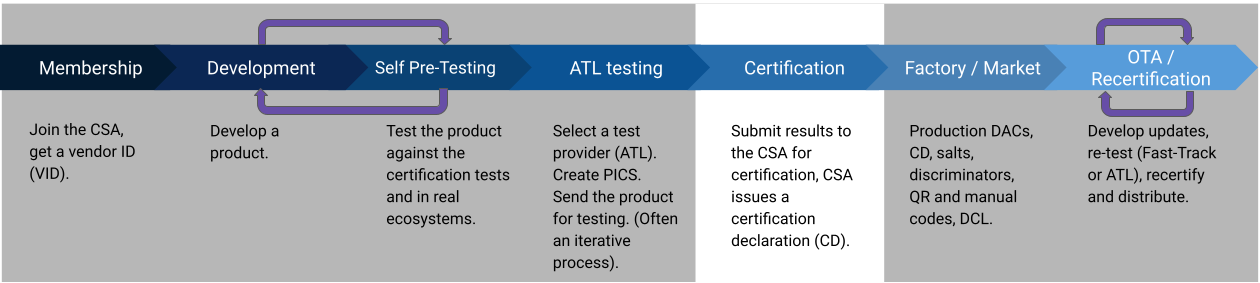 Membership
Development
Self Pre-Testing
ATL testing
Certification
Factory / Market
OTA /
Recertification
Join the CSA,
get a vendor ID
(VID).
Develop a
product.
Test the product
against the
certification tests
and in real
ecosystems.
Select a test
provider (ATL).
Create PICS.
Send the product
for testing. (Often
an iterative
process).
Submit results to
the CSA for
certification, CSA
issues a
certification
declaration (CD).
Production DACs,
CD, salts,
discriminators,
QR and manual
codes, DCL.
Develop updates,
re-test (Fast-Track
or ATL), recertify
and distribute.